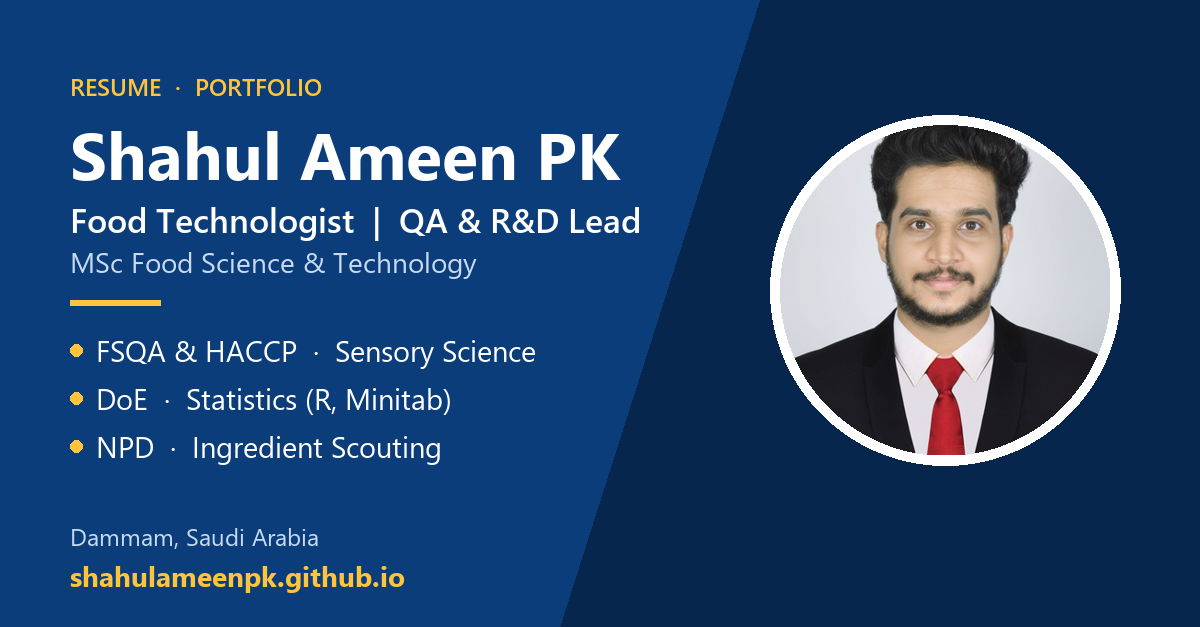 RESUME · PORTFOLIO
Shahul Ameen PK
Food Technologist | QA & R&D Lead
MSc Food Science & Technology
FSQA & HACCP · Sensory Science
DoE · Statistics (R, Minitab)
NPD · Ingredient Scouting
Dammam, Saudi Arabia
shahulameenpk.github.io